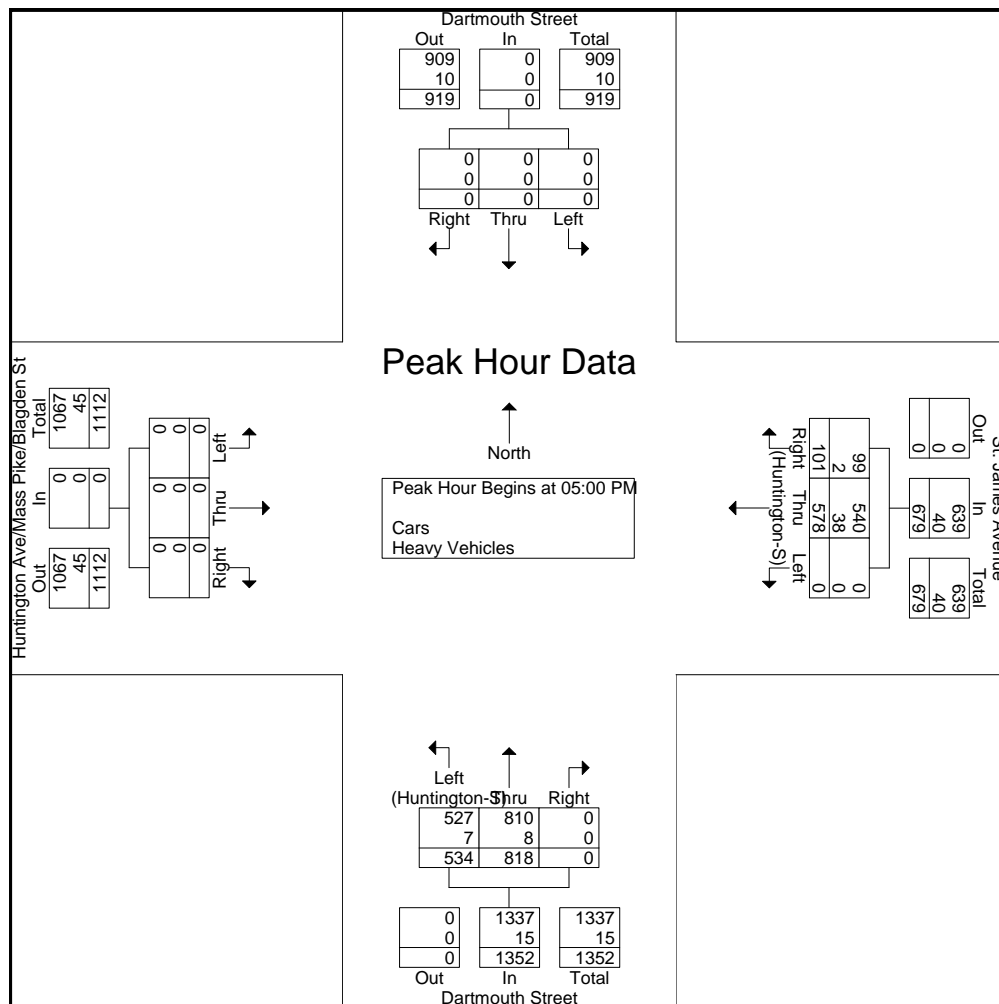 Dartmouth Street
Out In Total
909 0 909
10 0 10
919 0 919
0 0 0
0 0 0
0 0 0
Right Thru Left
Peak Hour Data
North
Peak Hour Begins at 05:00 PM
Cars
Heavy Vehicles
Huntington Ave/Mass Pike/Blagden St
Out In Total
1067 0 1067
45 0 45
1112 0 1112
Right Thru Left
0 0 0
0 0 0
0 0 0
St. James Avenue
Out In Total
0 639 639
0 40 40
0 679 679
99 540 0
2 38 0
101 578 0
Right Thru Left
(Huntington-S)
Left Thru Right
(Huntington-S)
527 810 0
7 8 0
534 818 0
0 1337 1337
0 15 15
0 1352 1352
Out In Total
Dartmouth Street